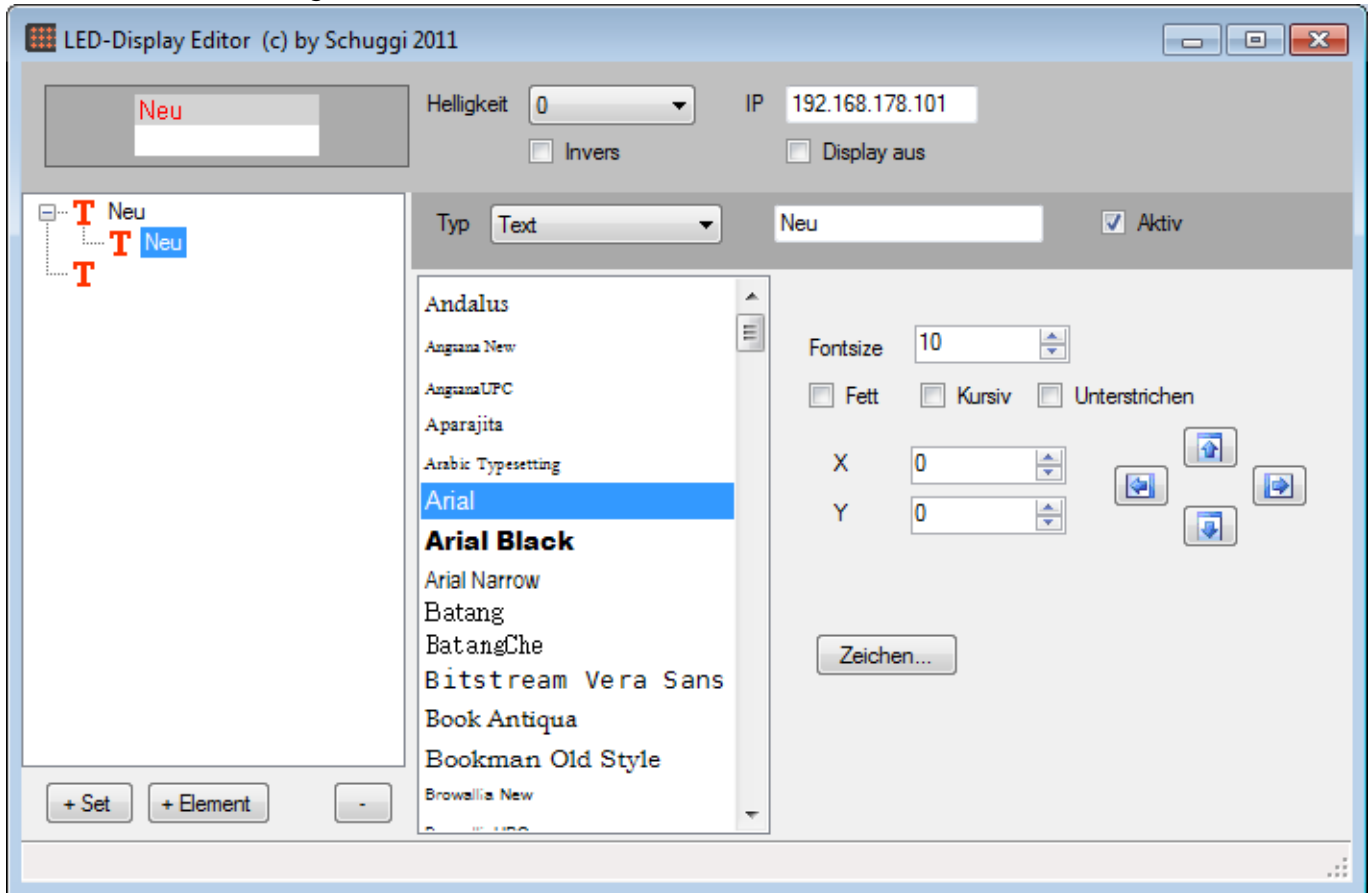 LED-Display Editor (c) by Schuggi 2011
Neu
Helligkeit 0 IP 192.168.178.101
Invers Display aus
Neu
Neu
Typ Text Neu Aktiv
Andalus
Angsana New
AngsanaUPC
Aparajita
Arabic Typesetting
Arial
Arial Black
Arial Narrow
Batang
BatangChe
Bitstream Vera Sans
Book Antiqua
Bookman Old Style
Browallia New
Fontsize 10
Fett Kursiv Unterstrichen
X 0
Y 0
Zeichen...
+ Set + Element -